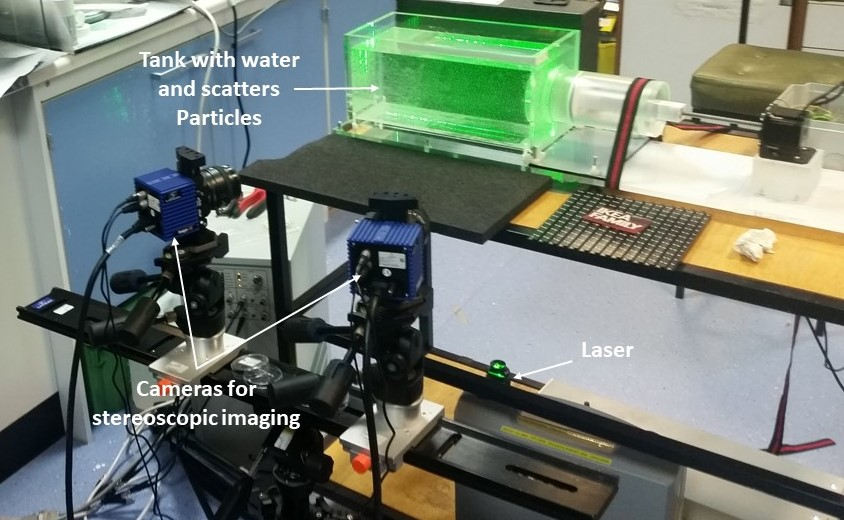 Tank with water
and scatters
Particles
Laser
Cameras for
stereoscopic imaging